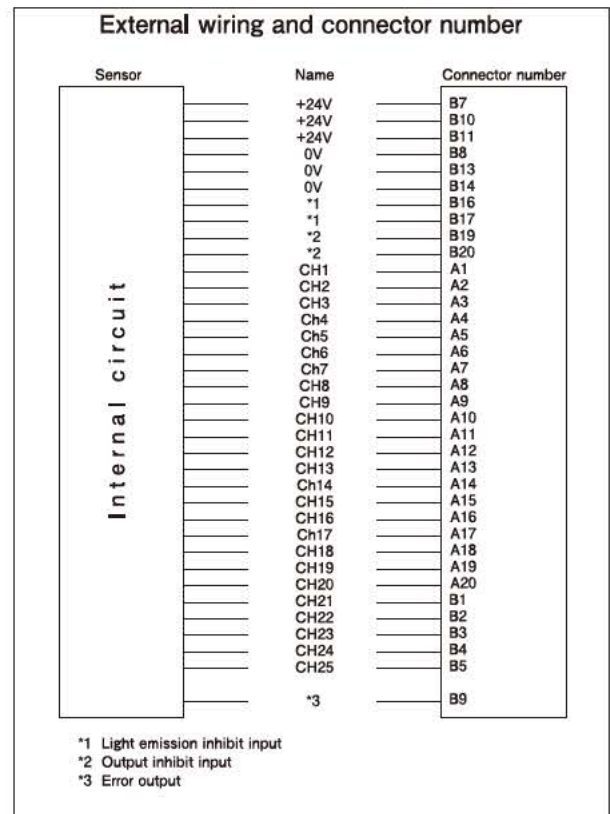 External wiring and connector number
Sensor Name Connector number
+24V B7
+24V B10
+24V B11
0V B8
0V B13
0V B14
*1 B16
*1 B17
*2 B19
*2 B20
CH1 A1
CH2 A2
CH3 A3
Ch4 A4
Ch5 A5
Ch6 A6
Ch7 A7
CH8 A8
CH9 A9
CH10 A10
CH11 A11
CH12 A12
CH13 A13
Ch14 A14
CH15 A15
CH16 A16
Ch17 A17
CH18 A18
CH19 A19
CH20 A20
CH21 B1
CH22 B2
CH23 B3
CH24 B4
CH25 B5
*3 B9
Internal circuit
*1 Light emission inhibit input
*2 Output inhibit input
*3 Error output